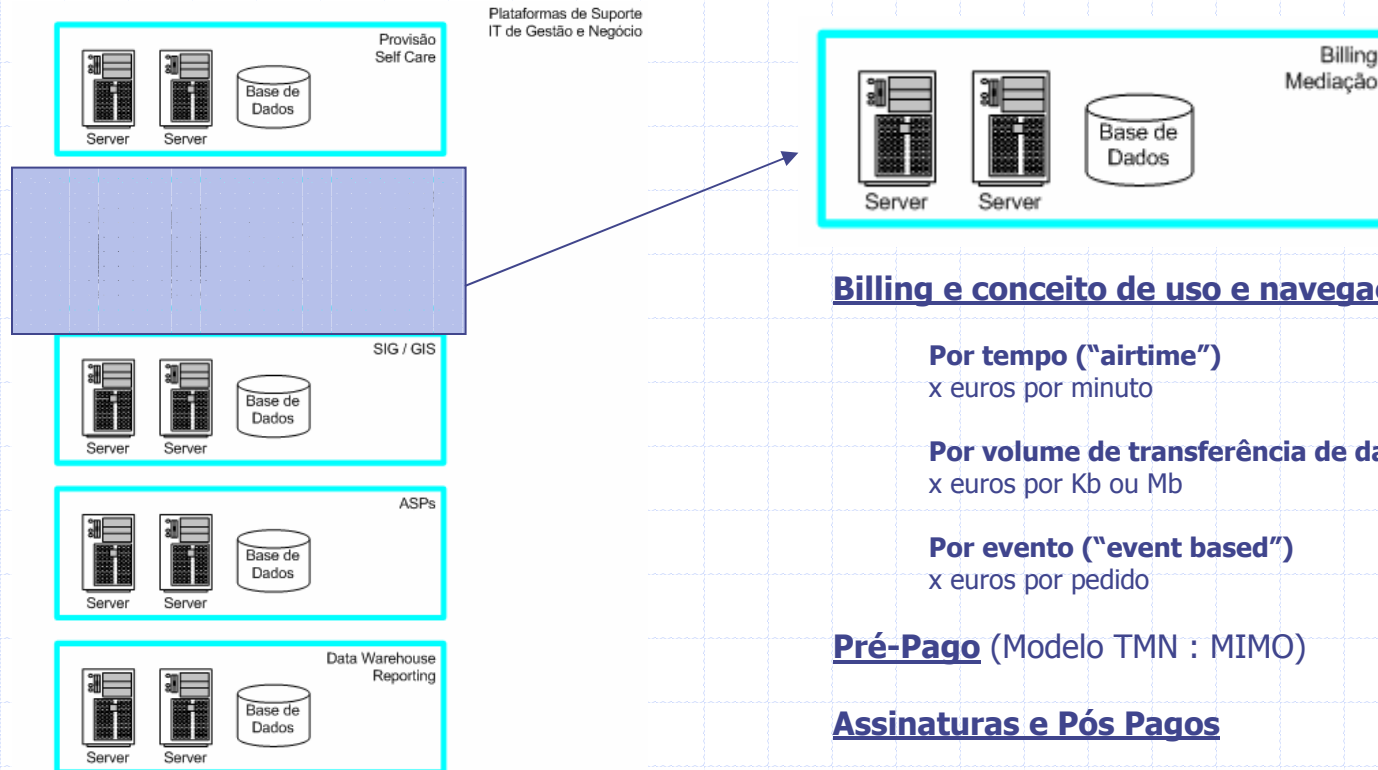 Plataformas de Suporte
IT de Gestão e Negócio
Provisão
Self Care
Base de
Dados
Server
Server
SIG / GIS
Base de
Dados
Server
Server
ASPs
Base de
Dados
Server
Server
Data Warehouse
Reporting
Base de
Dados
Server
Server
Billing
Mediação
Base de
Dados
Server
Server
Billing e conceito de uso e
Por tempo (“airtime”)
x euros por minuto
Por volume de transferência de
x euros por Kb ou Mb
Por evento (“event based”)
x euros por pedido
Pré-Pago (Modelo TMN : MIMO)
Assinaturas e Pós Pagos